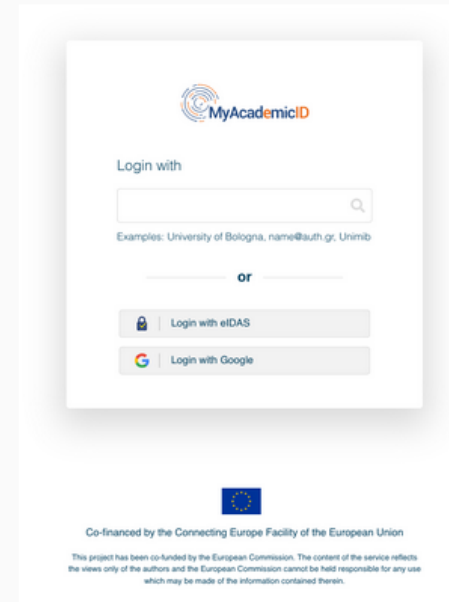 MyAcademicID
Login with
Examples: University of Bologna, name@auth.gr, Unimib
or
Login with eIDAS
Login with Google
Co-financed by the Connecting Europe Facility of the European Union
This project has been co-funded by the European Commission. The content of the service reflects
the views only of the authors and the European Commission cannot be held responsible for any use
which may be made of the information contained therein.